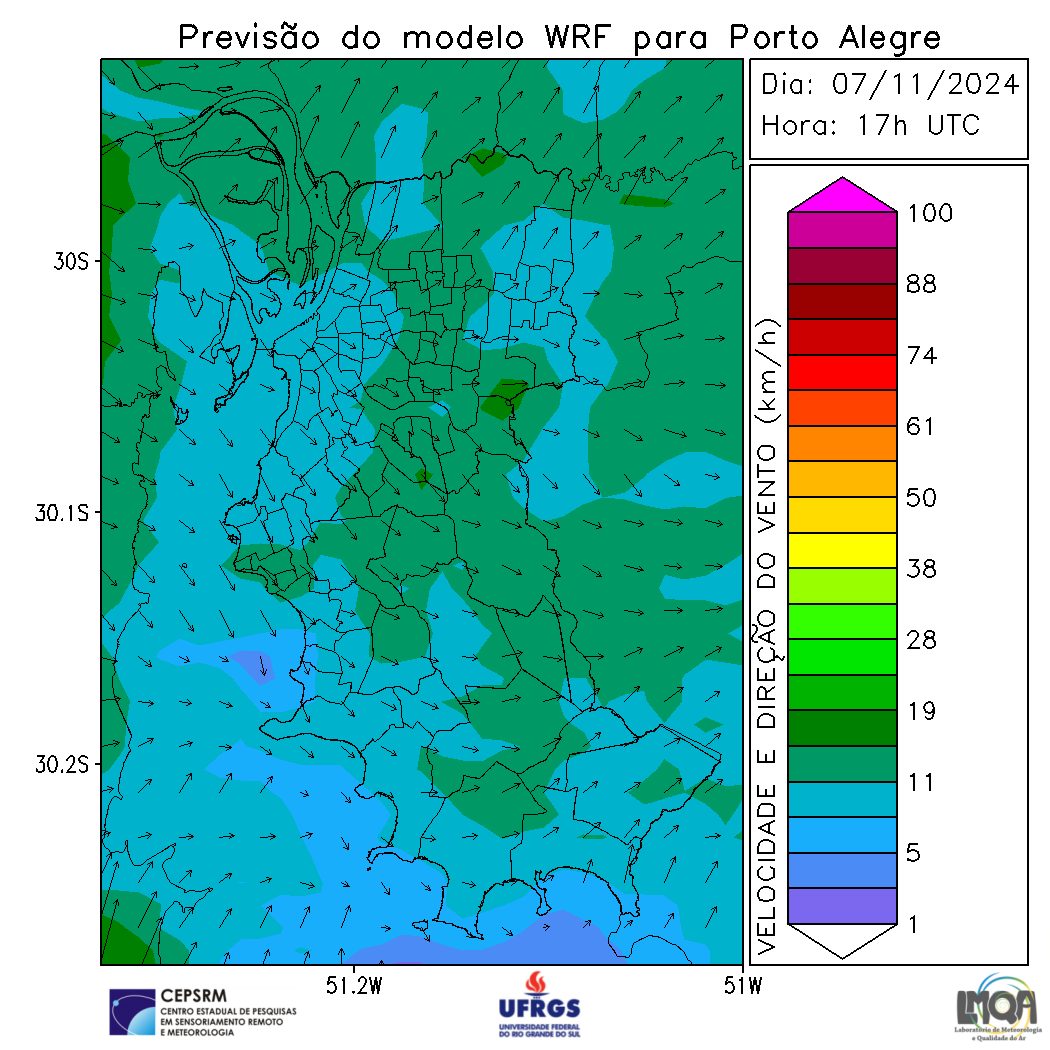 Previsão do modelo WRF para Porto Alegre
Dia: 07/11/2024
Hora: 17h UTC
30S
30.1S
30.2S
51.2W
51W
VELOCIDADE E DIREÇÃO DO VENTO (km/h)
100
88
74
61
50
38
28
19
11
5
1
CEPSRM
CENTRO ESTADUAL DE PESQUISAS
EM SENSORIAMENTO REMOTO
E METEOROLOGIA
UFRGS
UNIVERSIDADE FEDERAL
DO RIO GRANDE DO SUL
LMQA
Laboratório de Meteorologia
e Qualidade do Ar